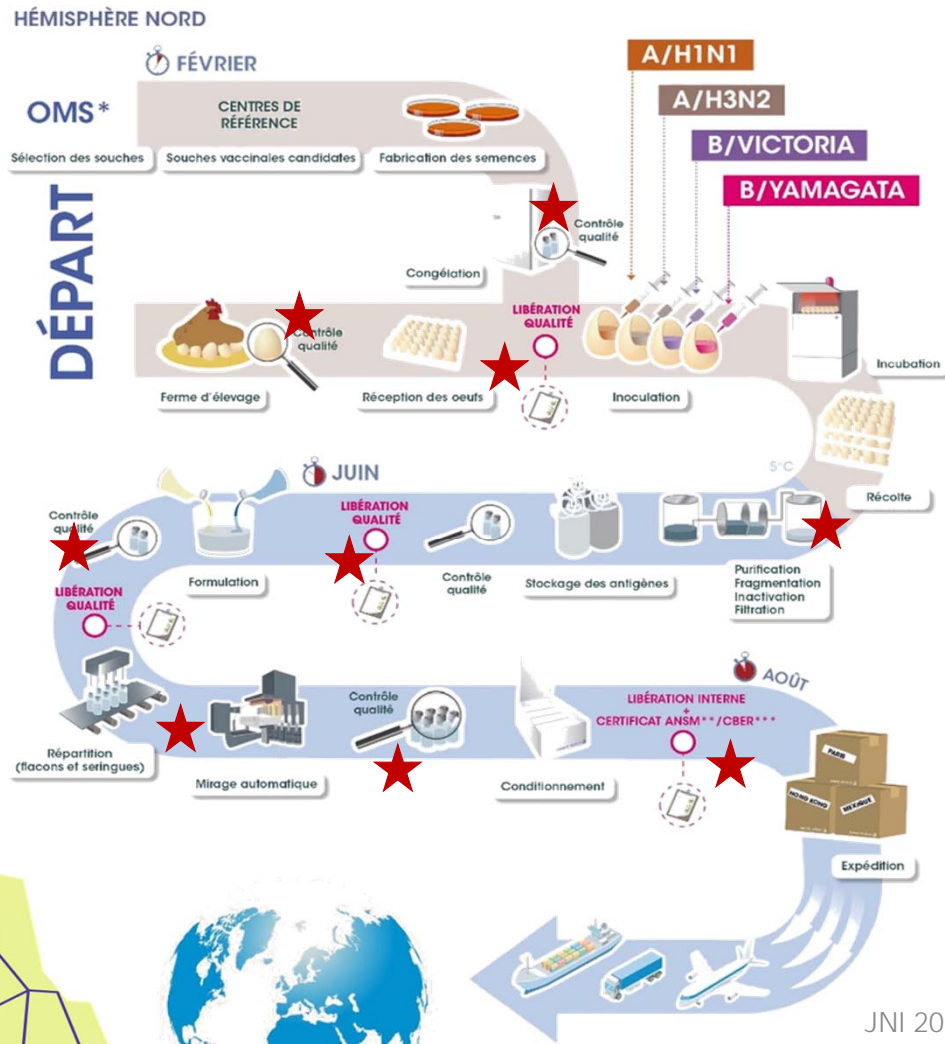 HÉMISPHÈRE NORD
FÉVRIER
OMS*
CENTRES DE
RÉFÉRENCE
Sélection des souches
Souches vaccinales candidates
Fabrication des semences
A/H1N1
A/H3N2
B/VICTORIA
B/YAMAGATA
DÉPART
Congélation
Contrôle
qualité
Contrôle
qualité
LIBÉRATION
QUALITÉ
Ferme d'élevage
Réception des oeufs
Inoculation
Incubation
5°C
Récolte
JUIN
Contrôle
qualité
Formulation
LIBÉRATION
QUALITÉ
Contrôle
qualité
Stockage des antigènes
Purification
Fragmentation
Inactivation
Filtration
LIBÉRATION
QUALITÉ
Répartition
(flacons et seringues)
Mirage automatique
Contrôle
qualité
Conditionnement
AOÛT
LIBÉRATION INTERNE
+
CERTIFICAT ANSM**/CBER***
PARIS
HONG KONG
MEXIQUE
Expédition
JNI 20